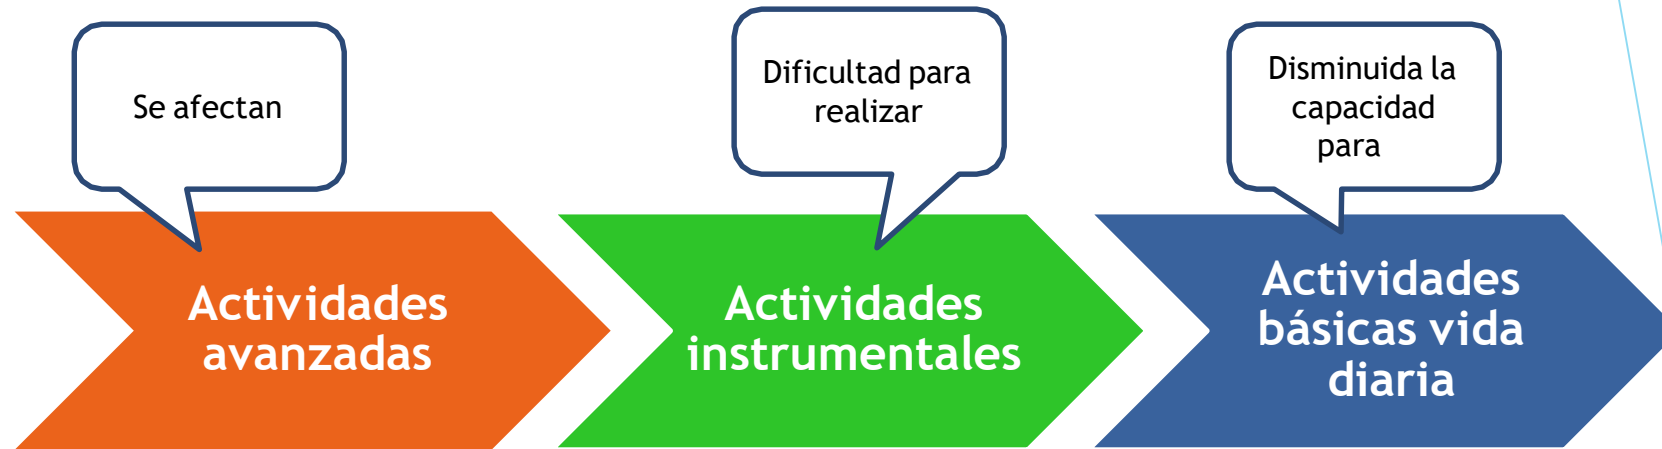 Se afectan
Dificultad para
realizar
Disminuida la
capacidad
para
Actividades
avanzadas
Actividades
instrumentales
Actividades
básicas vida
diaria